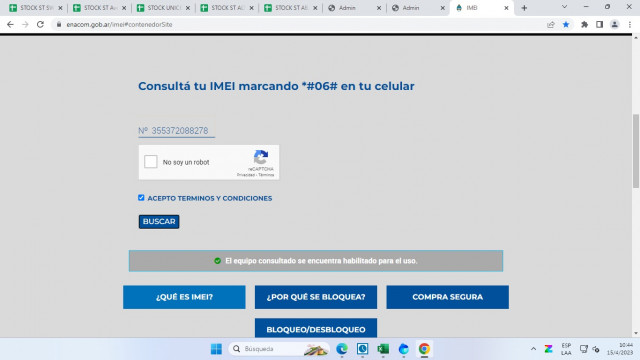 STOCK ST SW
STOCK ST A
STOCK UNIC
STOCK ST AC
STOCK ST A
Admin
Admin
IMEI
enacom.gob.ar/imei#contenedorSite
Consultá tu IMEI marcando *#06# en tu celular
Nº 355372088278
No soy un robot
reCAPTCHA
Privacidad - Términos
ACEPTO TERMINOS Y CONDICIONES
BUSCAR
El equipo consultado se encuentra habilitado para el uso.
¿QUÉ ES IMEI?
¿POR QUÉ SE BLOQUEA?
COMPRA SEGURA
BLOQUEO/DESBLOQUEO
Búsqueda
ESP
LAA
10:44
15/4/2023